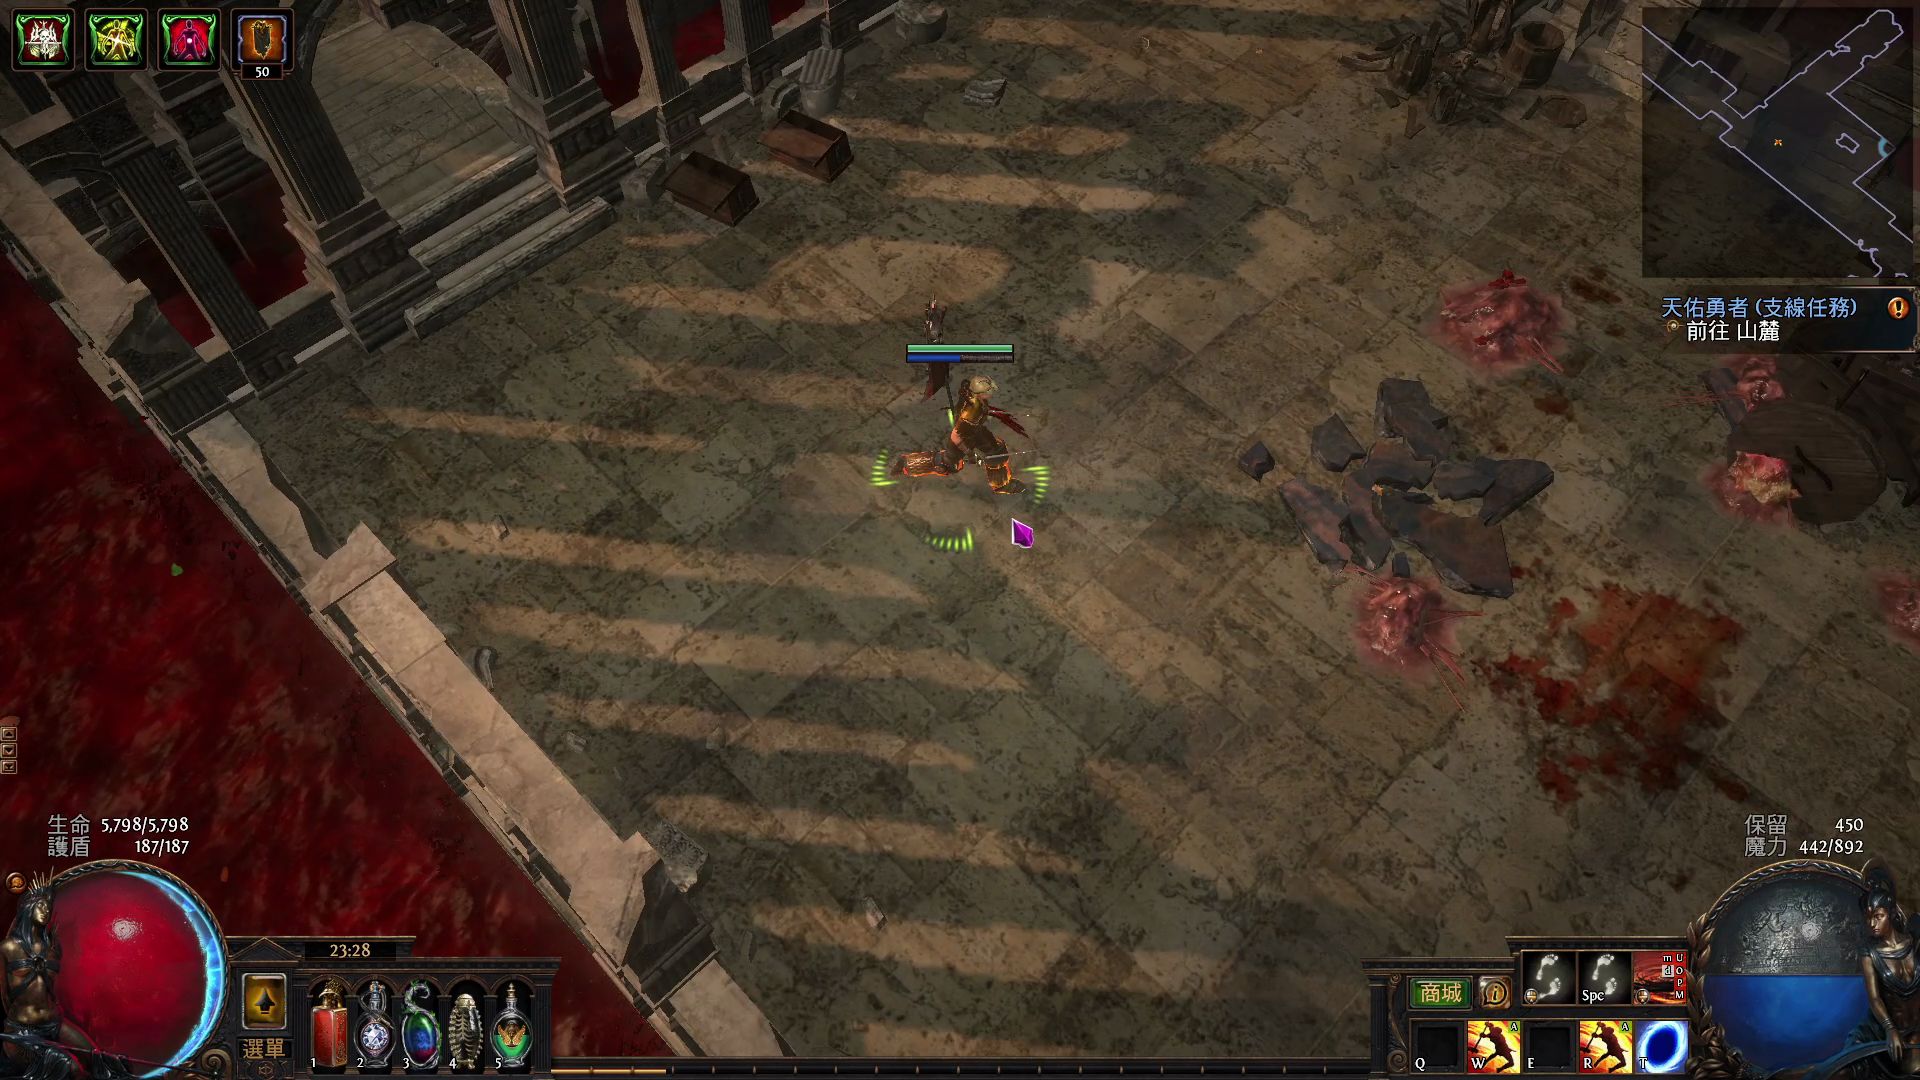 50
天佑勇者 (支線任務)
前往 山麓
生命 5,798/5,798
護盾 187/187
保留 450
魔力 442/892
23:28
選單
1 2 3 4 5
商城
Spc
m U
d O
P
M
Q W E R T
A A